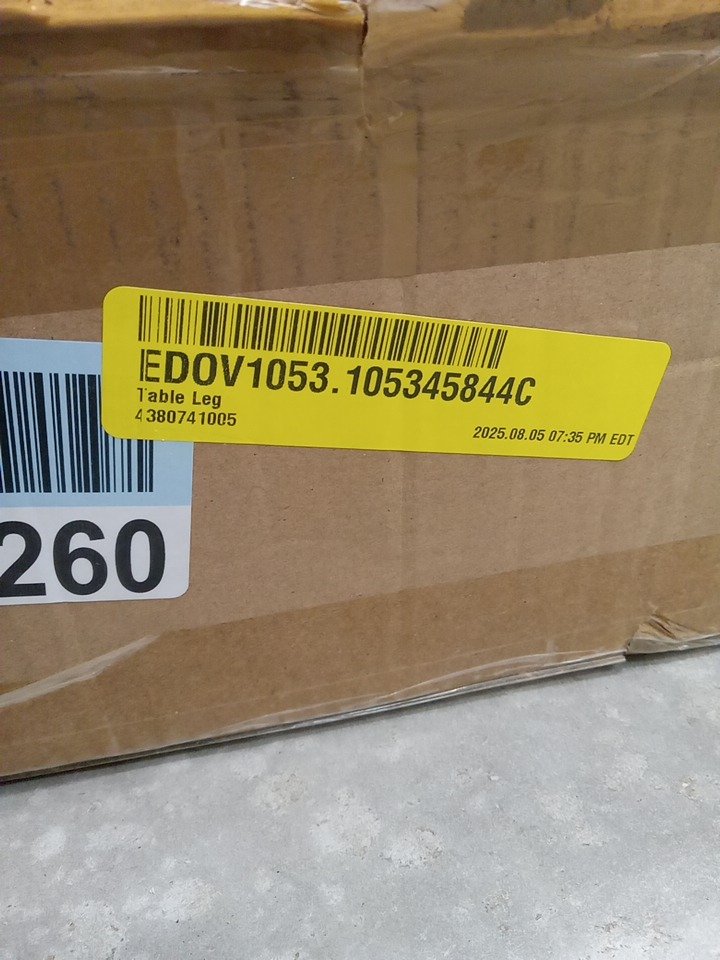 EDOV1053.105345844C
Table Leg
4380741005
2025.08.05 07:35 PM EDT
260